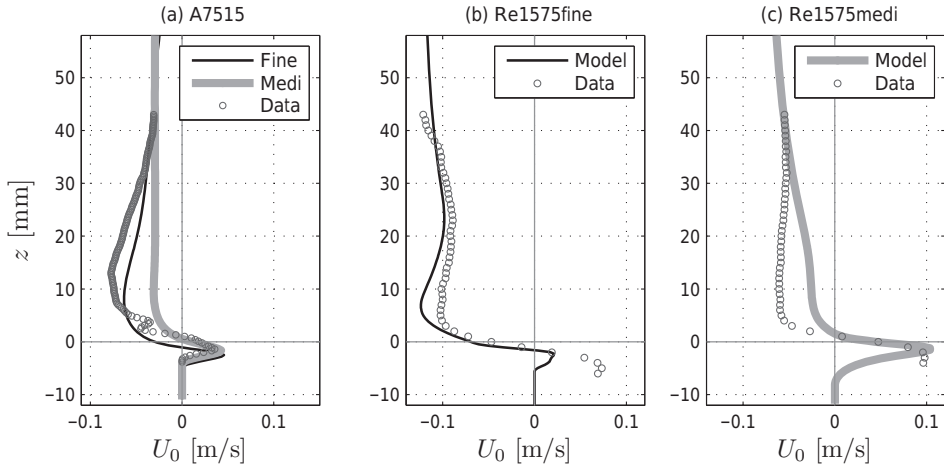 (a) A7515
(b) Re1575fine
(c) Re1575medi
Fine
Medi
Data
Model
Data
Model
Data
z [mm]
50
40
30
20
10
0
−10
50
40
30
20
10
0
−10
50
40
30
20
10
0
−10
−0.1 0 0.1
−0.1 0 0.1
−0.1 0 0.1
U0 [m/s]
U0 [m/s]
U0 [m/s]